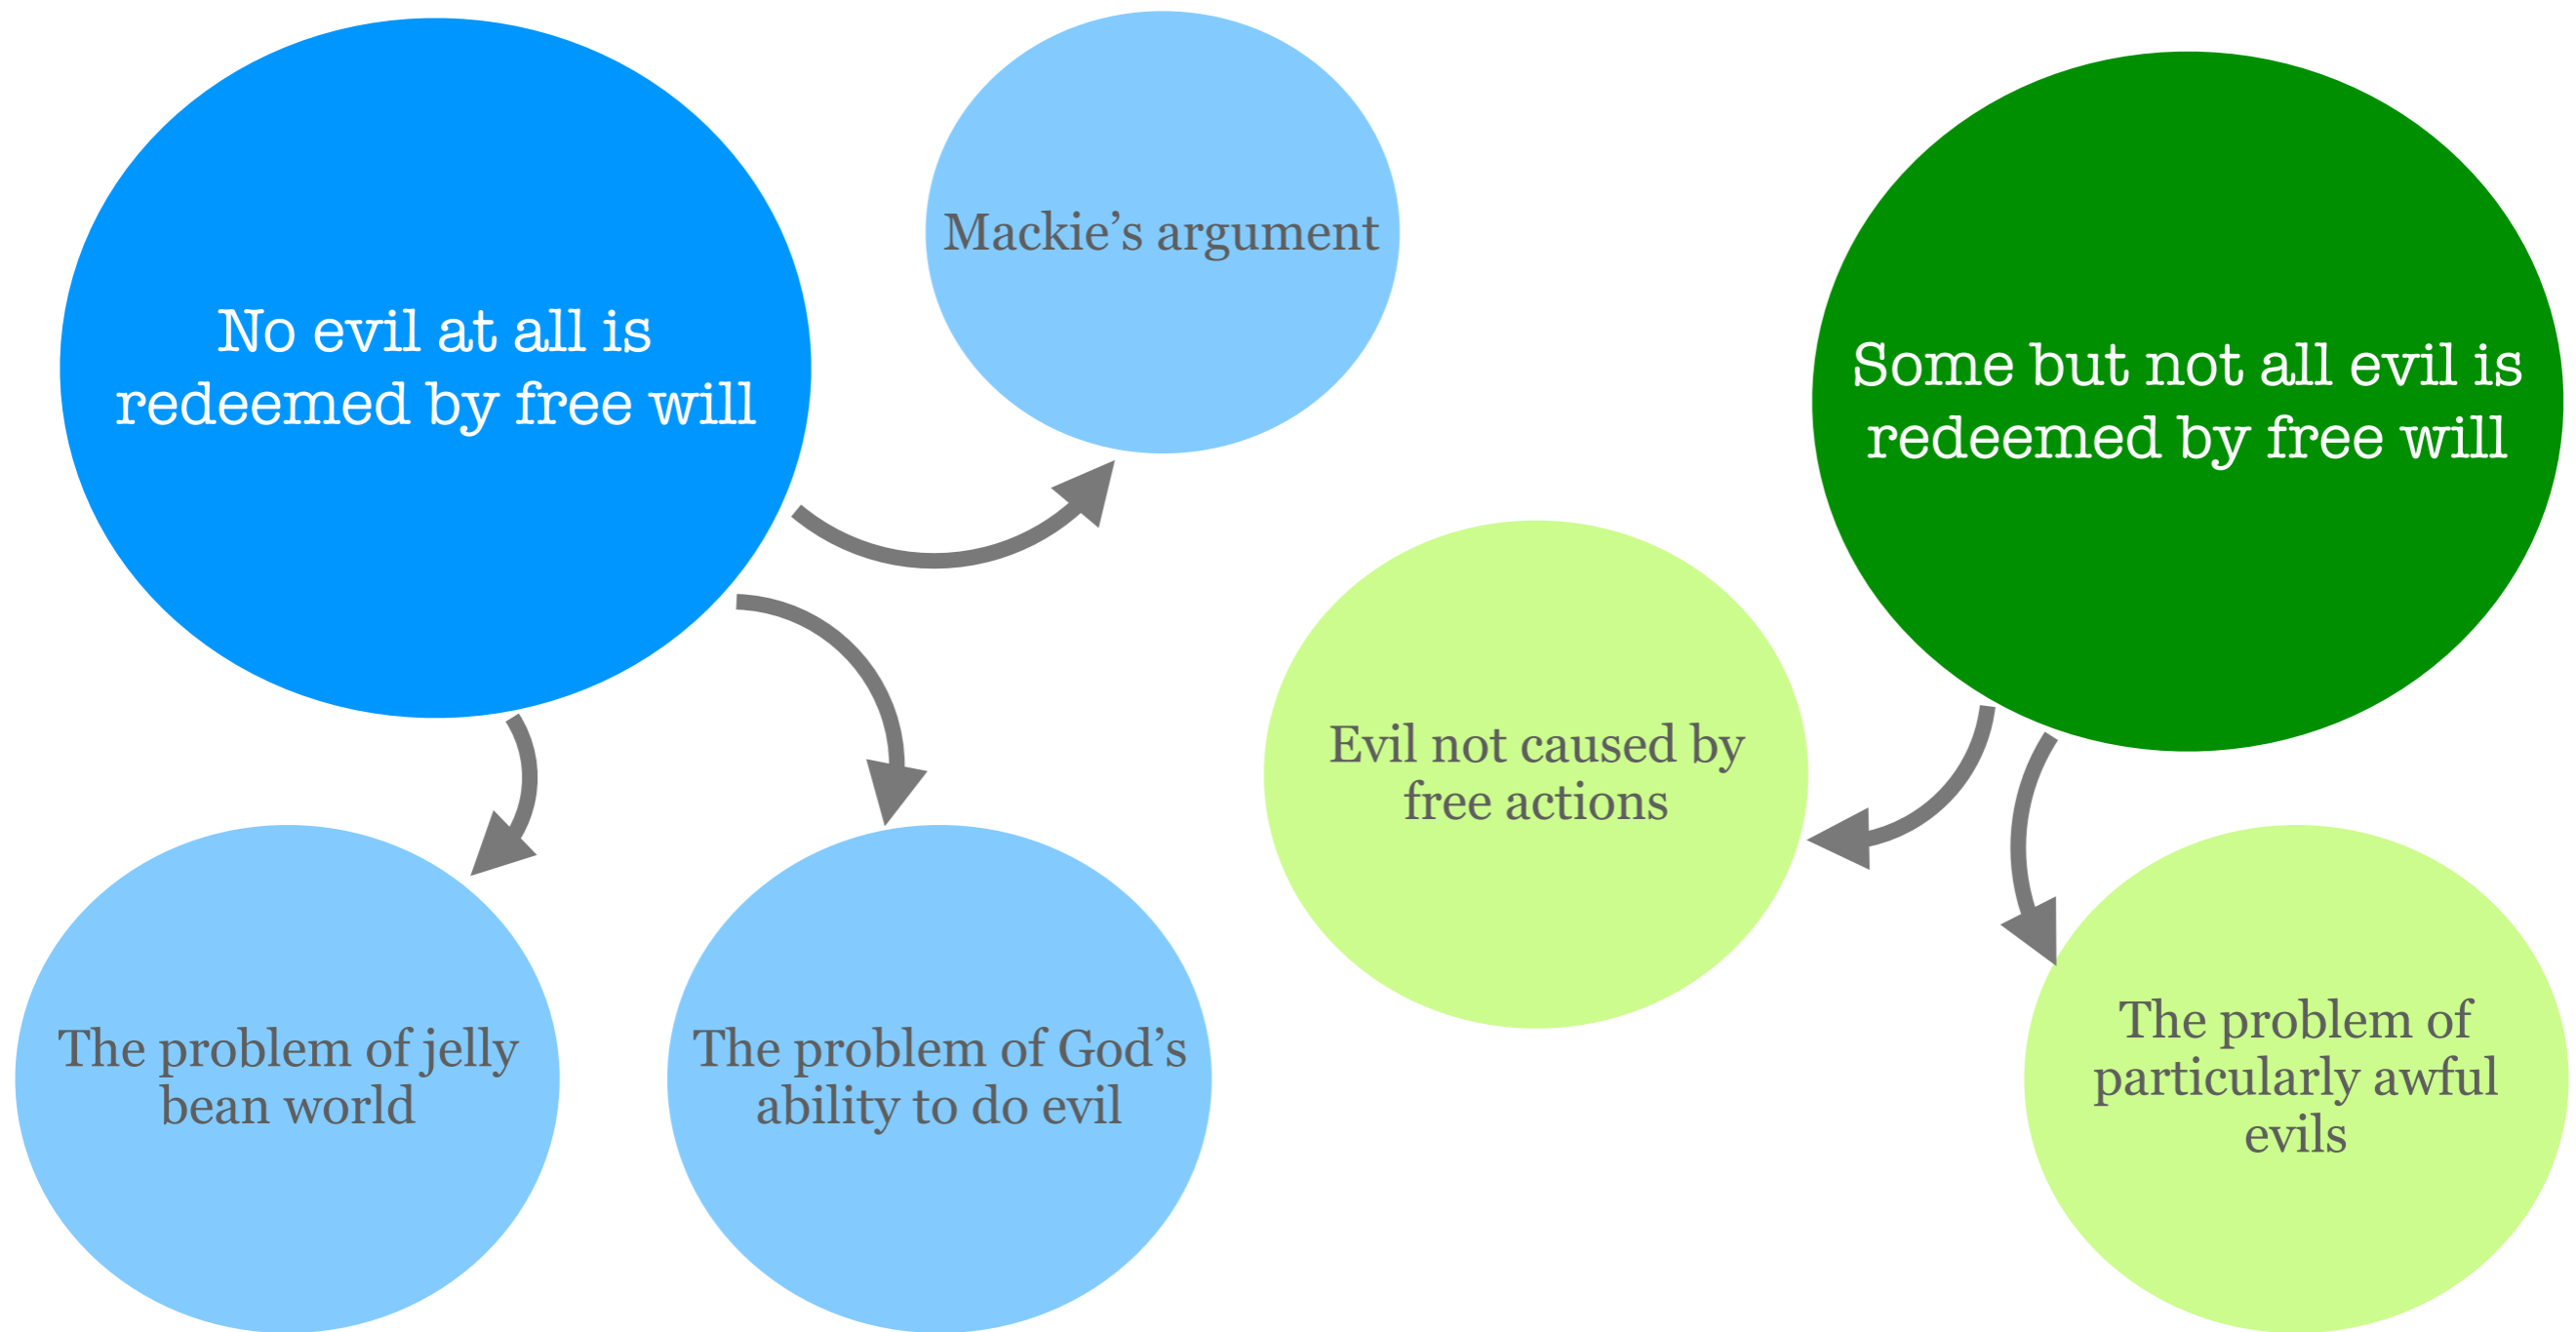 No evil at all is
redeemed by free will
Mackie’s argument
Some but not all evil is
redeemed by free will
Evil not caused by
free actions
The problem of jelly
bean world
The problem of God’s
ability to do evil
The problem of
particularly awful
evils